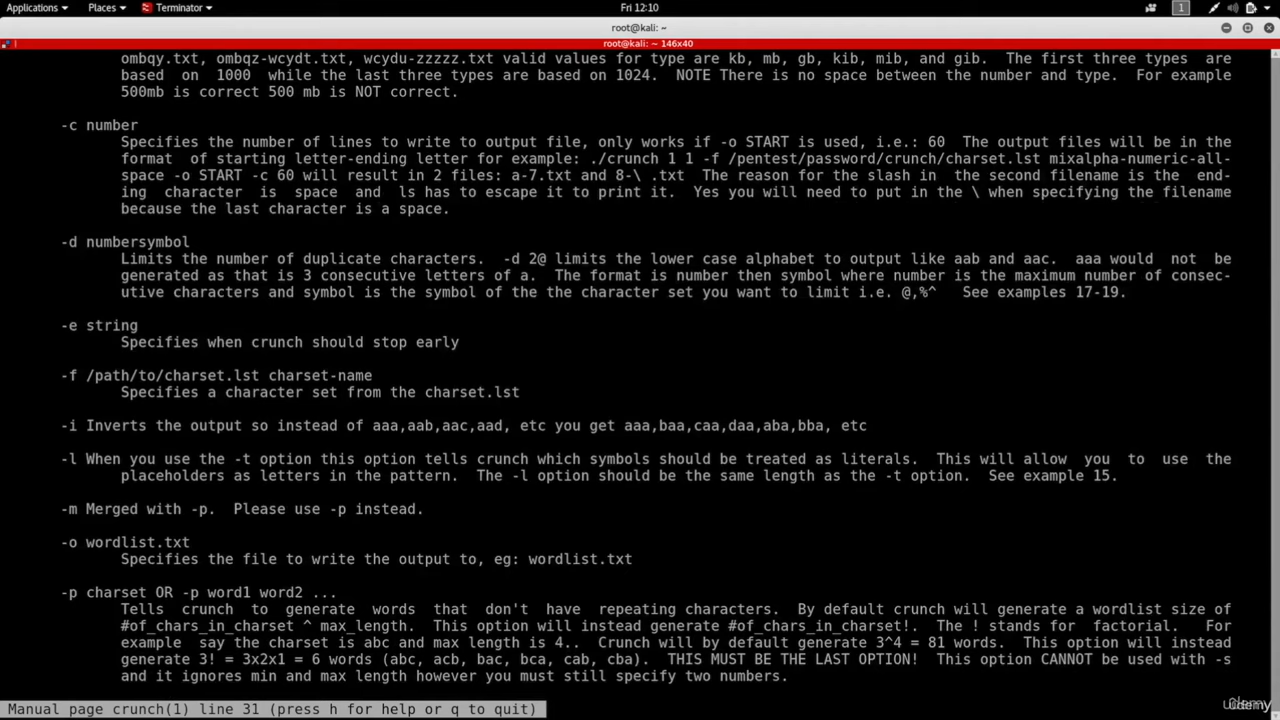 Applications Places Terminator Fri 12:10 1
root@kali: ~
root@kali: ~ 146x40
ombqy.txt, ombqz-wcydt.txt, wcydu-zzzzz.txt valid values for type are kb, mb, gb, kib, mib, and gib. The first three types are
based on 1000 while the last three types are based on 1024. NOTE There is no space between the number and type. For example
500mb is correct 500 mb is NOT correct.
-c number
Specifies the number of lines to write to output file, only works if -o START is used, i.e.: 60 The output files will be in the
format of starting letter-ending letter for example: ./crunch 1 1 -f /pentest/password/crunch/charset.lst mixalpha-numeric-all-
space -o START -c 60 will result in 2 files: a-7.txt and 8-\ .txt The reason for the slash in the second filename is the end-
ing character is space and ls has to escape it to print it. Yes you will need to put in the \ when specifying the filename
because the last character is a space.
-d numbersymbol
Limits the number of duplicate characters. -d 2@ limits the lower case alphabet to output like aab and aac. aaa would not be
generated as that is 3 consecutive letters of a. The format is number then symbol where number is the maximum number of consec-
utive characters and symbol is the symbol of the the character set you want to limit i.e. @,%^ See examples 17-19.
-e string
Specifies when crunch should stop early
-f /path/to/charset.lst charset-name
Specifies a character set from the charset.lst
-i Inverts the output so instead of aaa,aab,aac,aad, etc you get aaa,baa,caa,daa,aba,bba, etc
-l When you use the -t option this option tells crunch which symbols should be treated as literals. This will allow you to use the
placeholders as letters in the pattern. The -l option should be the same length as the -t option. See example 15.
-m Merged with -p. Please use -p instead.
-o wordlist.txt
Specifies the file to write the output to, eg: wordlist.txt
-p charset OR -p word1 word2 ...
Tells crunch to generate words that don't have repeating characters. By default crunch will generate a wordlist size of
#of_chars_in_charset ^ max_length. This option will instead generate #of_chars_in_charset!. The ! stands for factorial. For
example say the charset is abc and max length is 4.. Crunch will by default generate 3^4 = 81 words. This option will instead
generate 3! = 3x2x1 = 6 words (abc, acb, bac, bca, cab, cba). THIS MUST BE THE LAST OPTION! This option CANNOT be used with -s
and it ignores min and max length however you must still specify two numbers.
Manual page crunch(1) line 31 (press h for help or q to quit)
Udemy